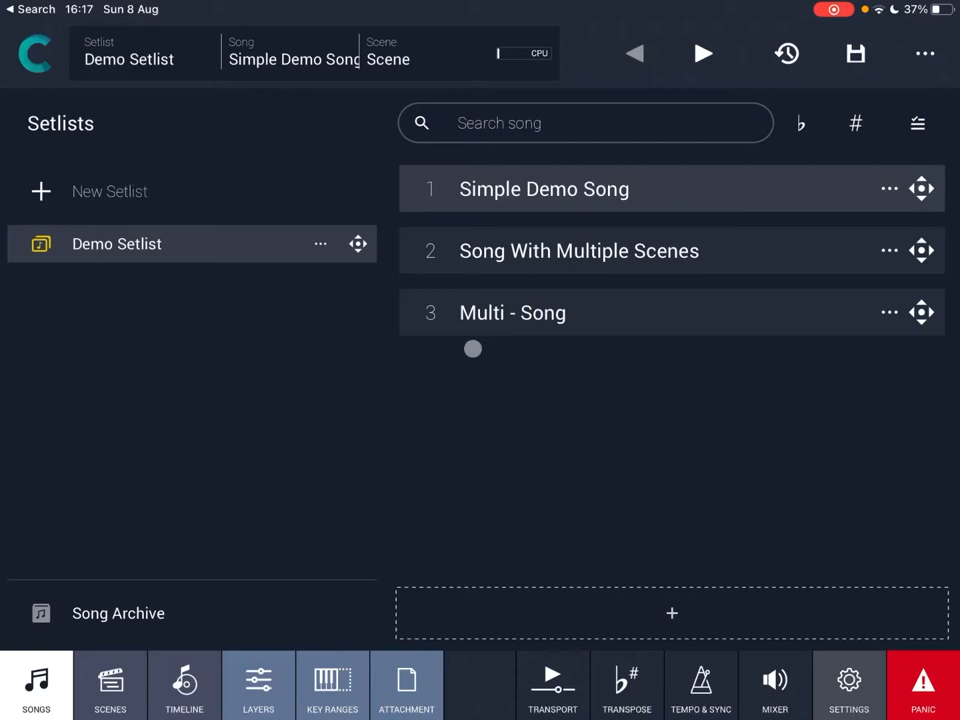 ◀ Search 16:17 Sun 8 Aug 37%
Setlist Song Scene
Demo Setlist Simple Demo Song Scene CPU
Setlists
Search song ♭ #
New Setlist
Demo Setlist
1 Simple Demo Song
2 Song With Multiple Scenes
3 Multi - Song
Song Archive
+
SONGS SCENES TIMELINE LAYERS KEY RANGES ATTACHMENT TRANSPORT TRANSPOSE TEMPO & SYNC MIXER SETTINGS PANIC